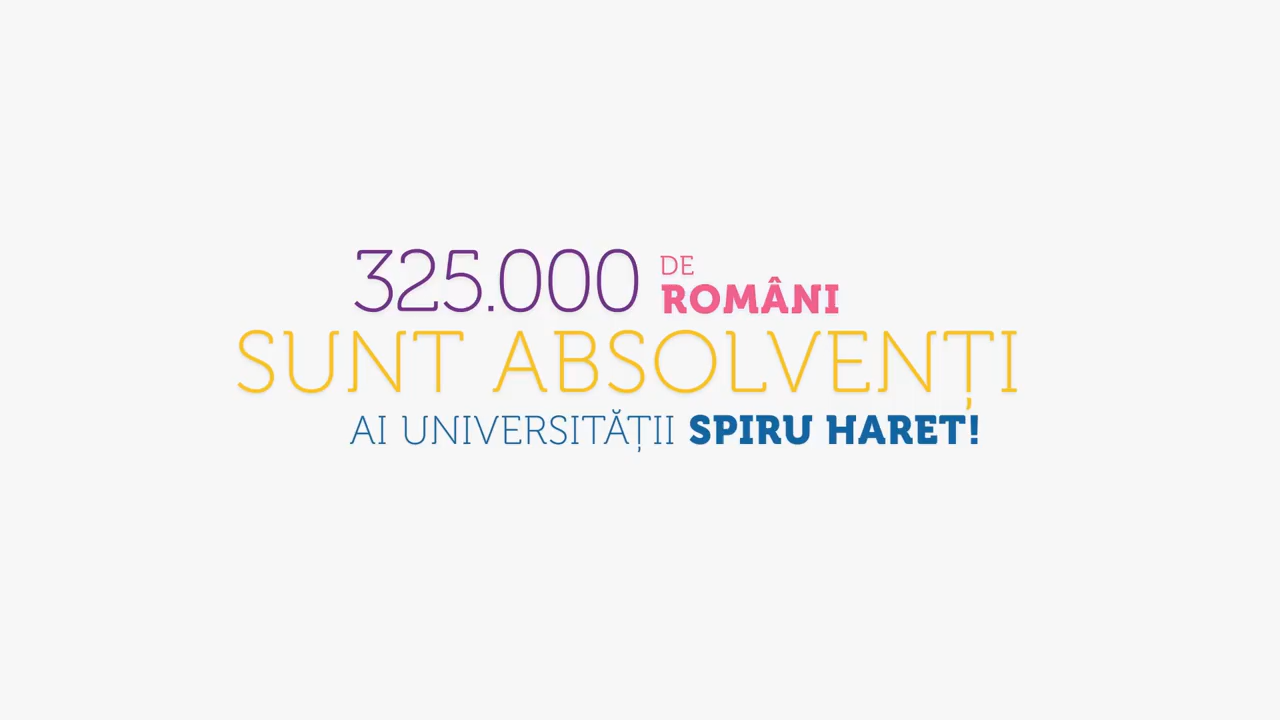 325.000 DE ROMÂNI
SUNT ABSOLVENȚI
AI UNIVERSITĂȚII SPIRU HARET!